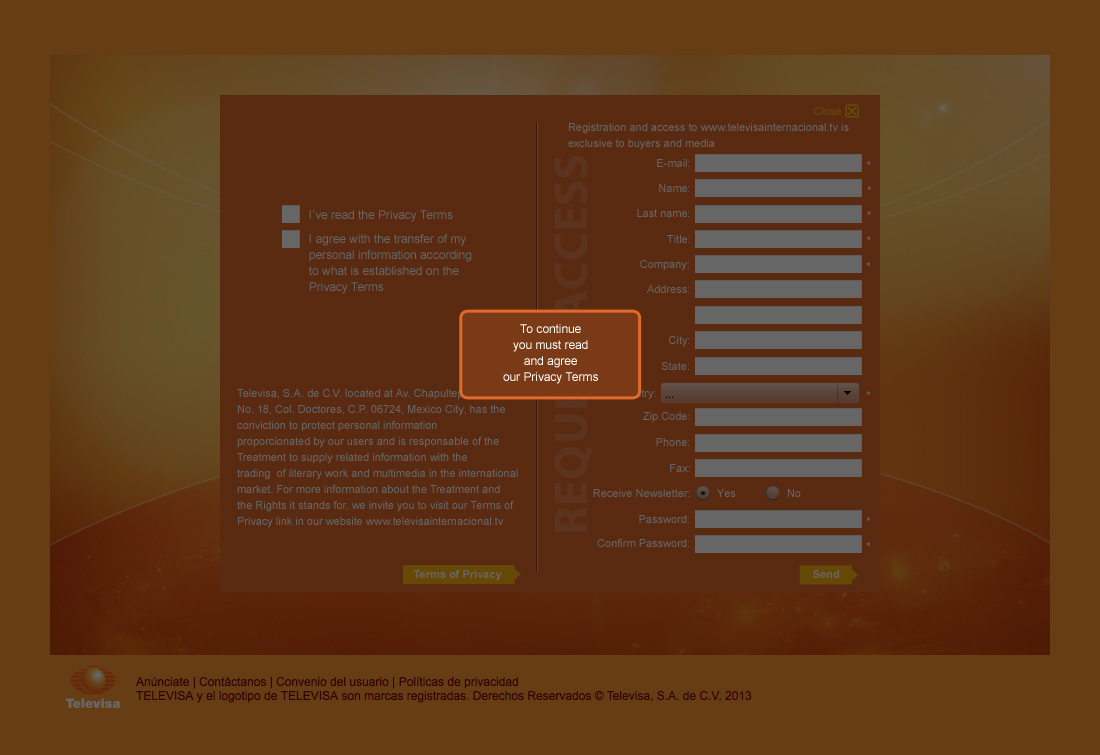 Close
Registration and access to www.televisainternacional.tv is
exclusive to buyers and media
I've read the Privacy Terms
I agree with the transfer of my
personal information according
to what is established on the
Privacy Terms
Televisa, S.A. de C.V. located at Av. Chapultep
No. 18, Col. Doctores, C.P. 06724, Mexico City, has the
conviction to protect personal information
proporcionated by our users and is responsable of the
Treatment to supply related information with the
trading of literary work and multimedia in the international
market. For more information about the Treatment and
the Rights it stands for, we invite you to visit our Terms of
Privacy link in our website www.televisainternacional.tv
Terms of Privacy
To continue
you must read
and agree
our Privacy Terms
REQU ACCESS
E-mail: *
Name: *
Last name: *
Title: *
Company: *
Address:
City:
State:
try: ... *
Zip Code:
Phone:
Fax:
Receive Newsletter: Yes No
Password: *
Confirm Password: *
Send
Televisa
Anúnciate | Contáctanos | Convenio del usuario | Políticas de privacidad
TELEVISA y el logotipo de TELEVISA son marcas registradas. Derechos Reservados © Televisa, S.A. de C.V. 2013